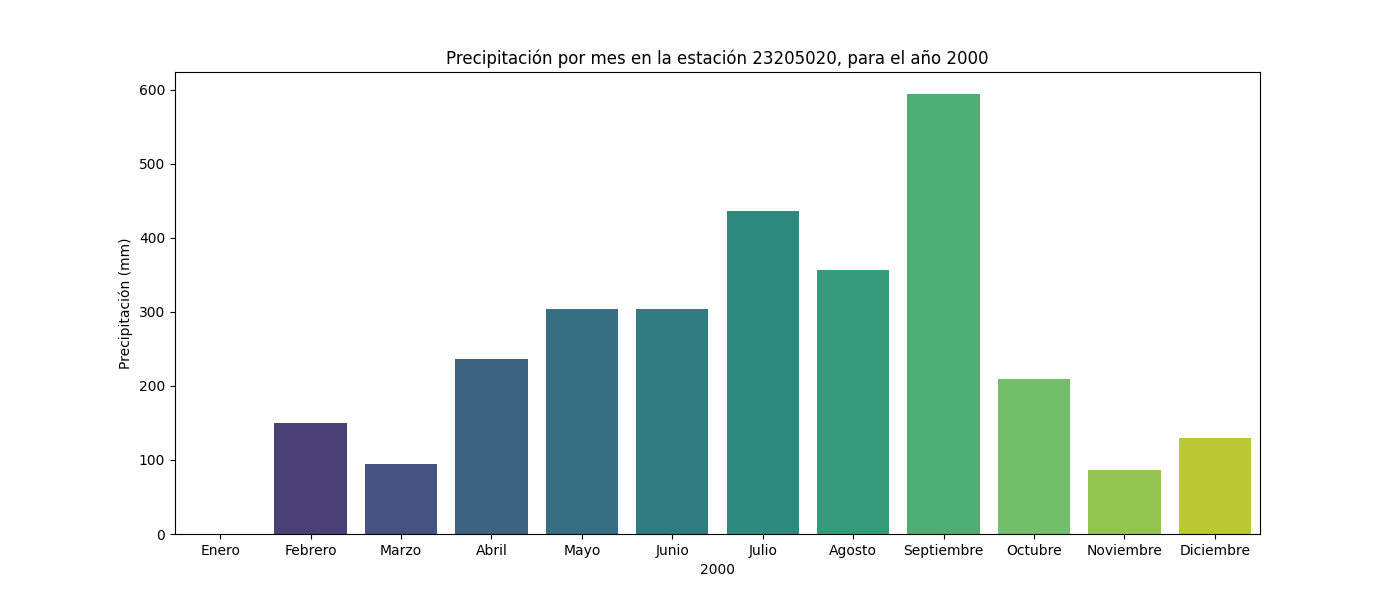 Precipitación por mes en la estación 23205020, para el año 2000
Precipitación (mm)
600
500
400
300
200
100
0
Enero Febrero Marzo Abril Mayo Junio Julio Agosto Septiembre Octubre Noviembre Diciembre
2000